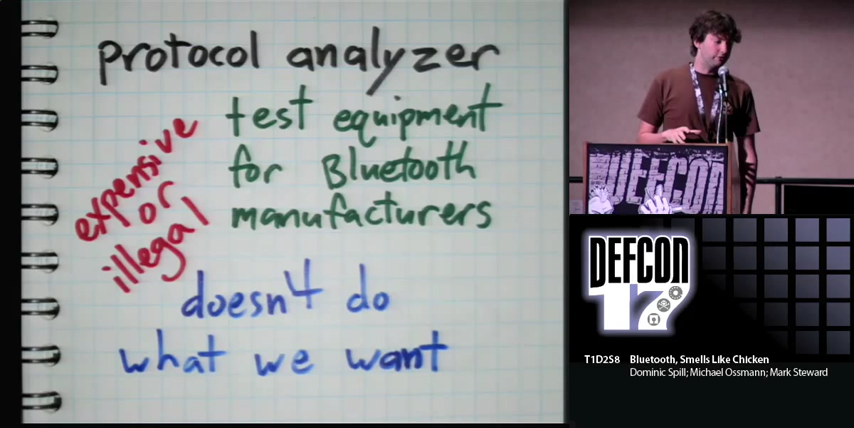 protocol analyzer
test equipment
for Bluetooth
manufacturers
expensive
or
illegal
doesn't do
what we want
DEFCON
DEFCON
17
T1D2S8 Bluetooth, Smells Like Chicken
Dominic Spill; Michael Ossmann; Mark Steward